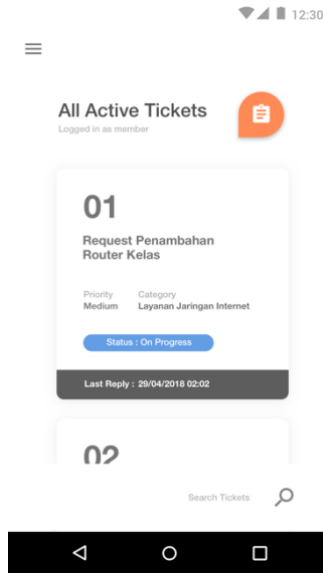 12:30
All Active Tickets
Logged in as member
01
Request Penambahan
Router Kelas
Priority Category
Medium Layanan Jaringan Internet
Status : On Progress
Last Reply : 29/04/2018 02:02
02
Search Tickets